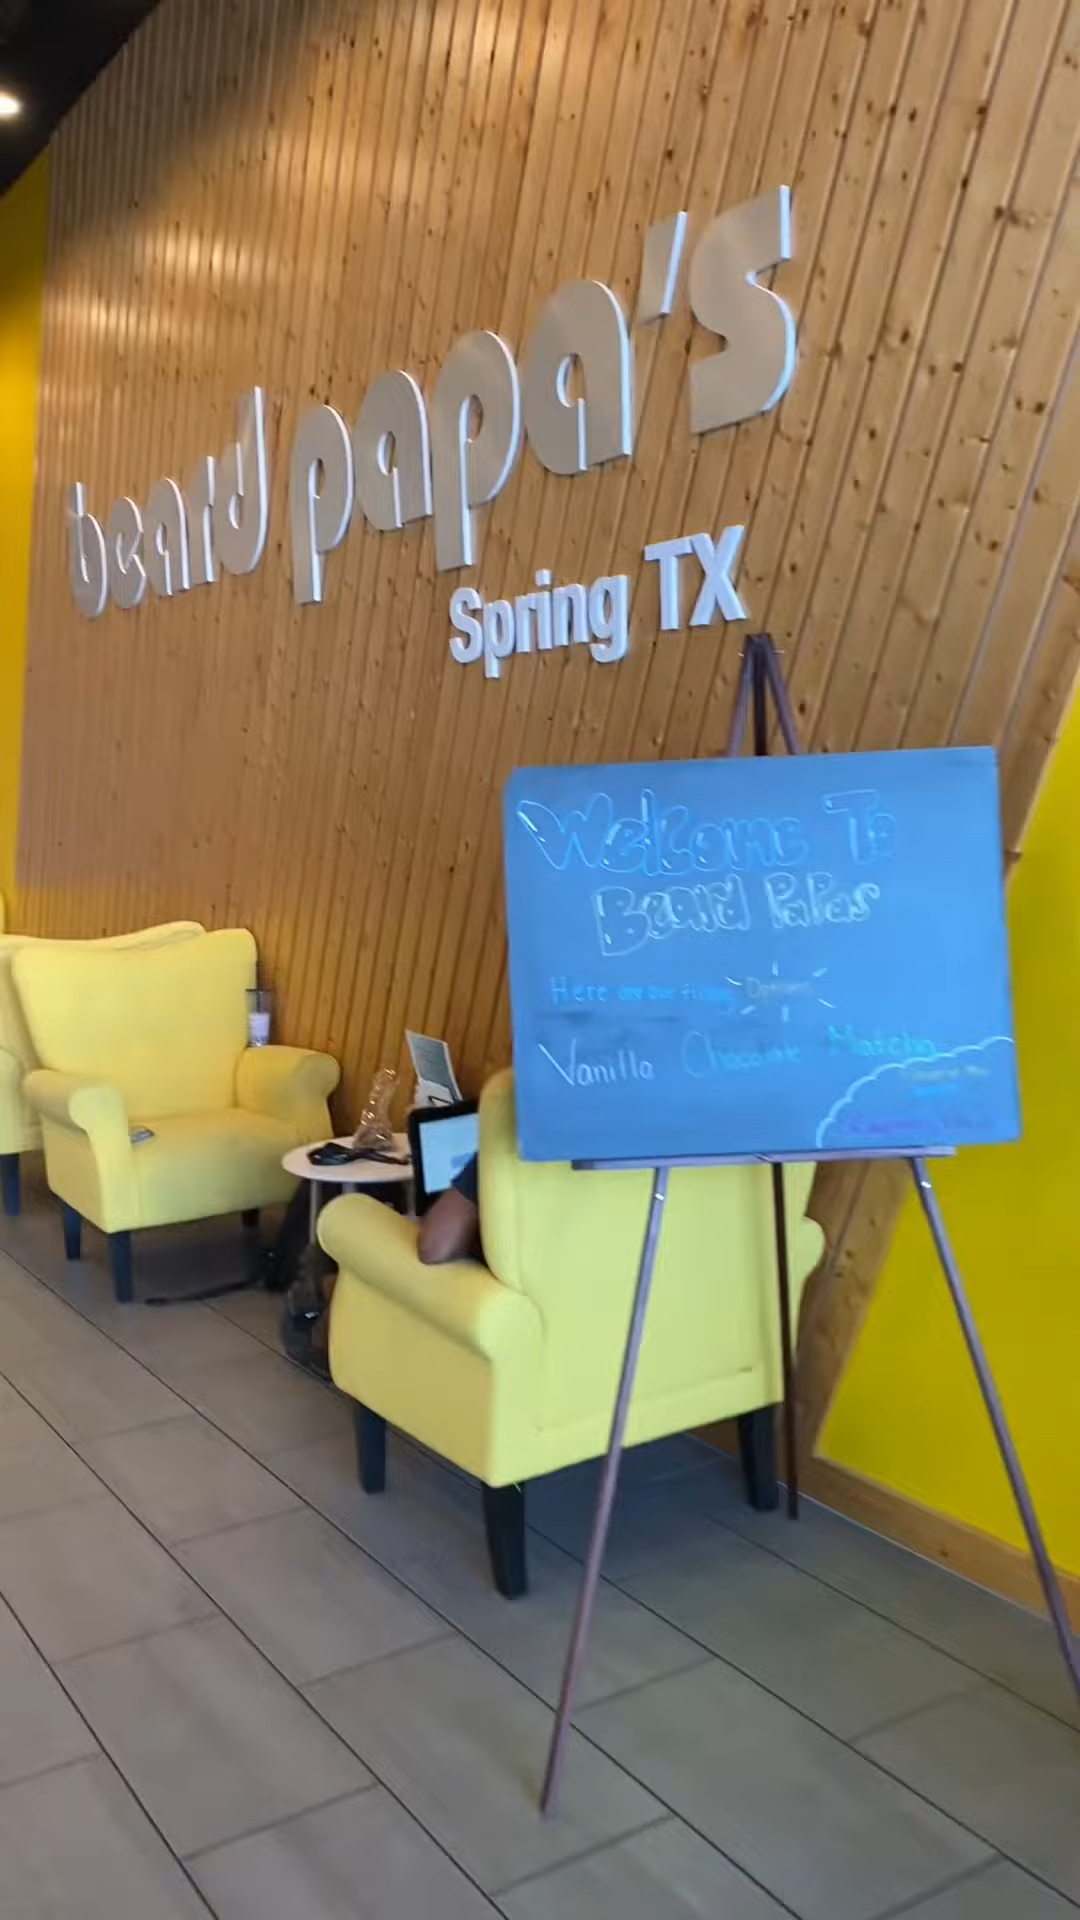 beard papa's
Spring TX
Welcome To
Beard PaPas
Here are our filling Options
Vanilla Chocolate Matcha